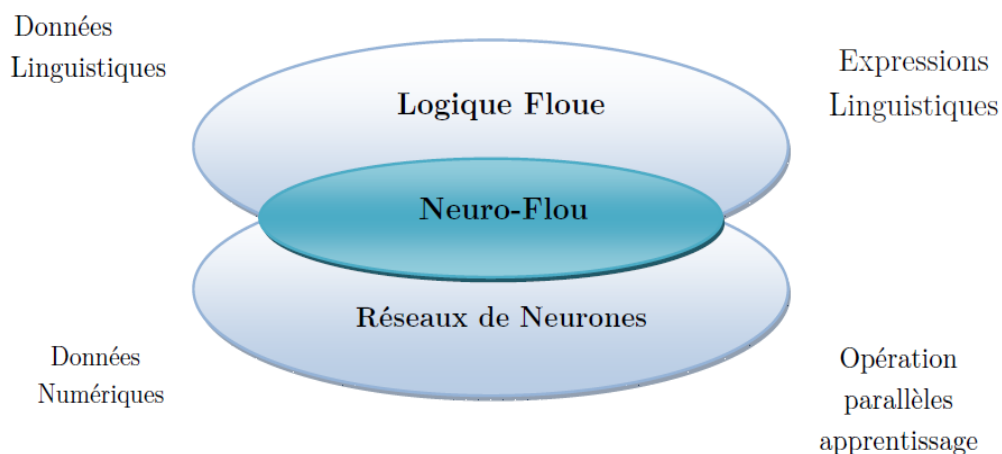 Données
Linguistiques
Expressions
Linguistiques
Logique Floue
Neuro-Flou
Réseaux de Neurones
Données
Numériques
Opération
parallèles
apprentissage